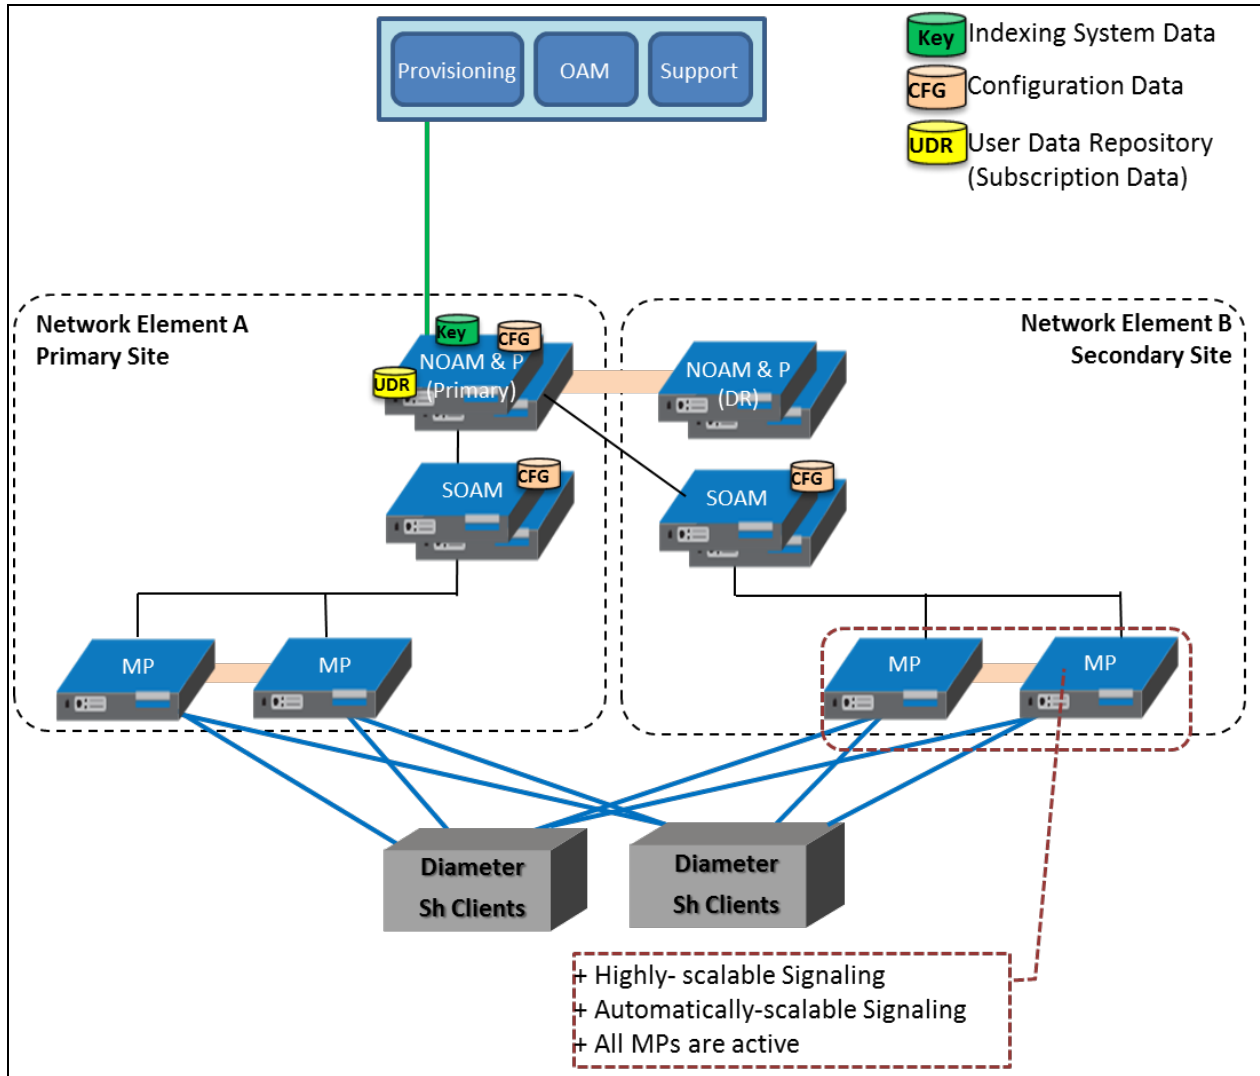 Provisioning
OAM
Support
Key
Indexing System Data
CFG
Configuration Data
UDR
User Data Repository
(Subscription Data)
Network Element A
Primary Site
Network Element B
Secondary Site
Key
CFG
UDR
NOAM & P
(Primary)
NOAM & P
(DR)
SOAM
CFG
SOAM
CFG
MP
MP
MP
MP
Diameter
Sh Clients
Diameter
Sh Clients
+ Highly- scalable Signaling
+ Automatically-scalable Signaling
+ All MPs are active